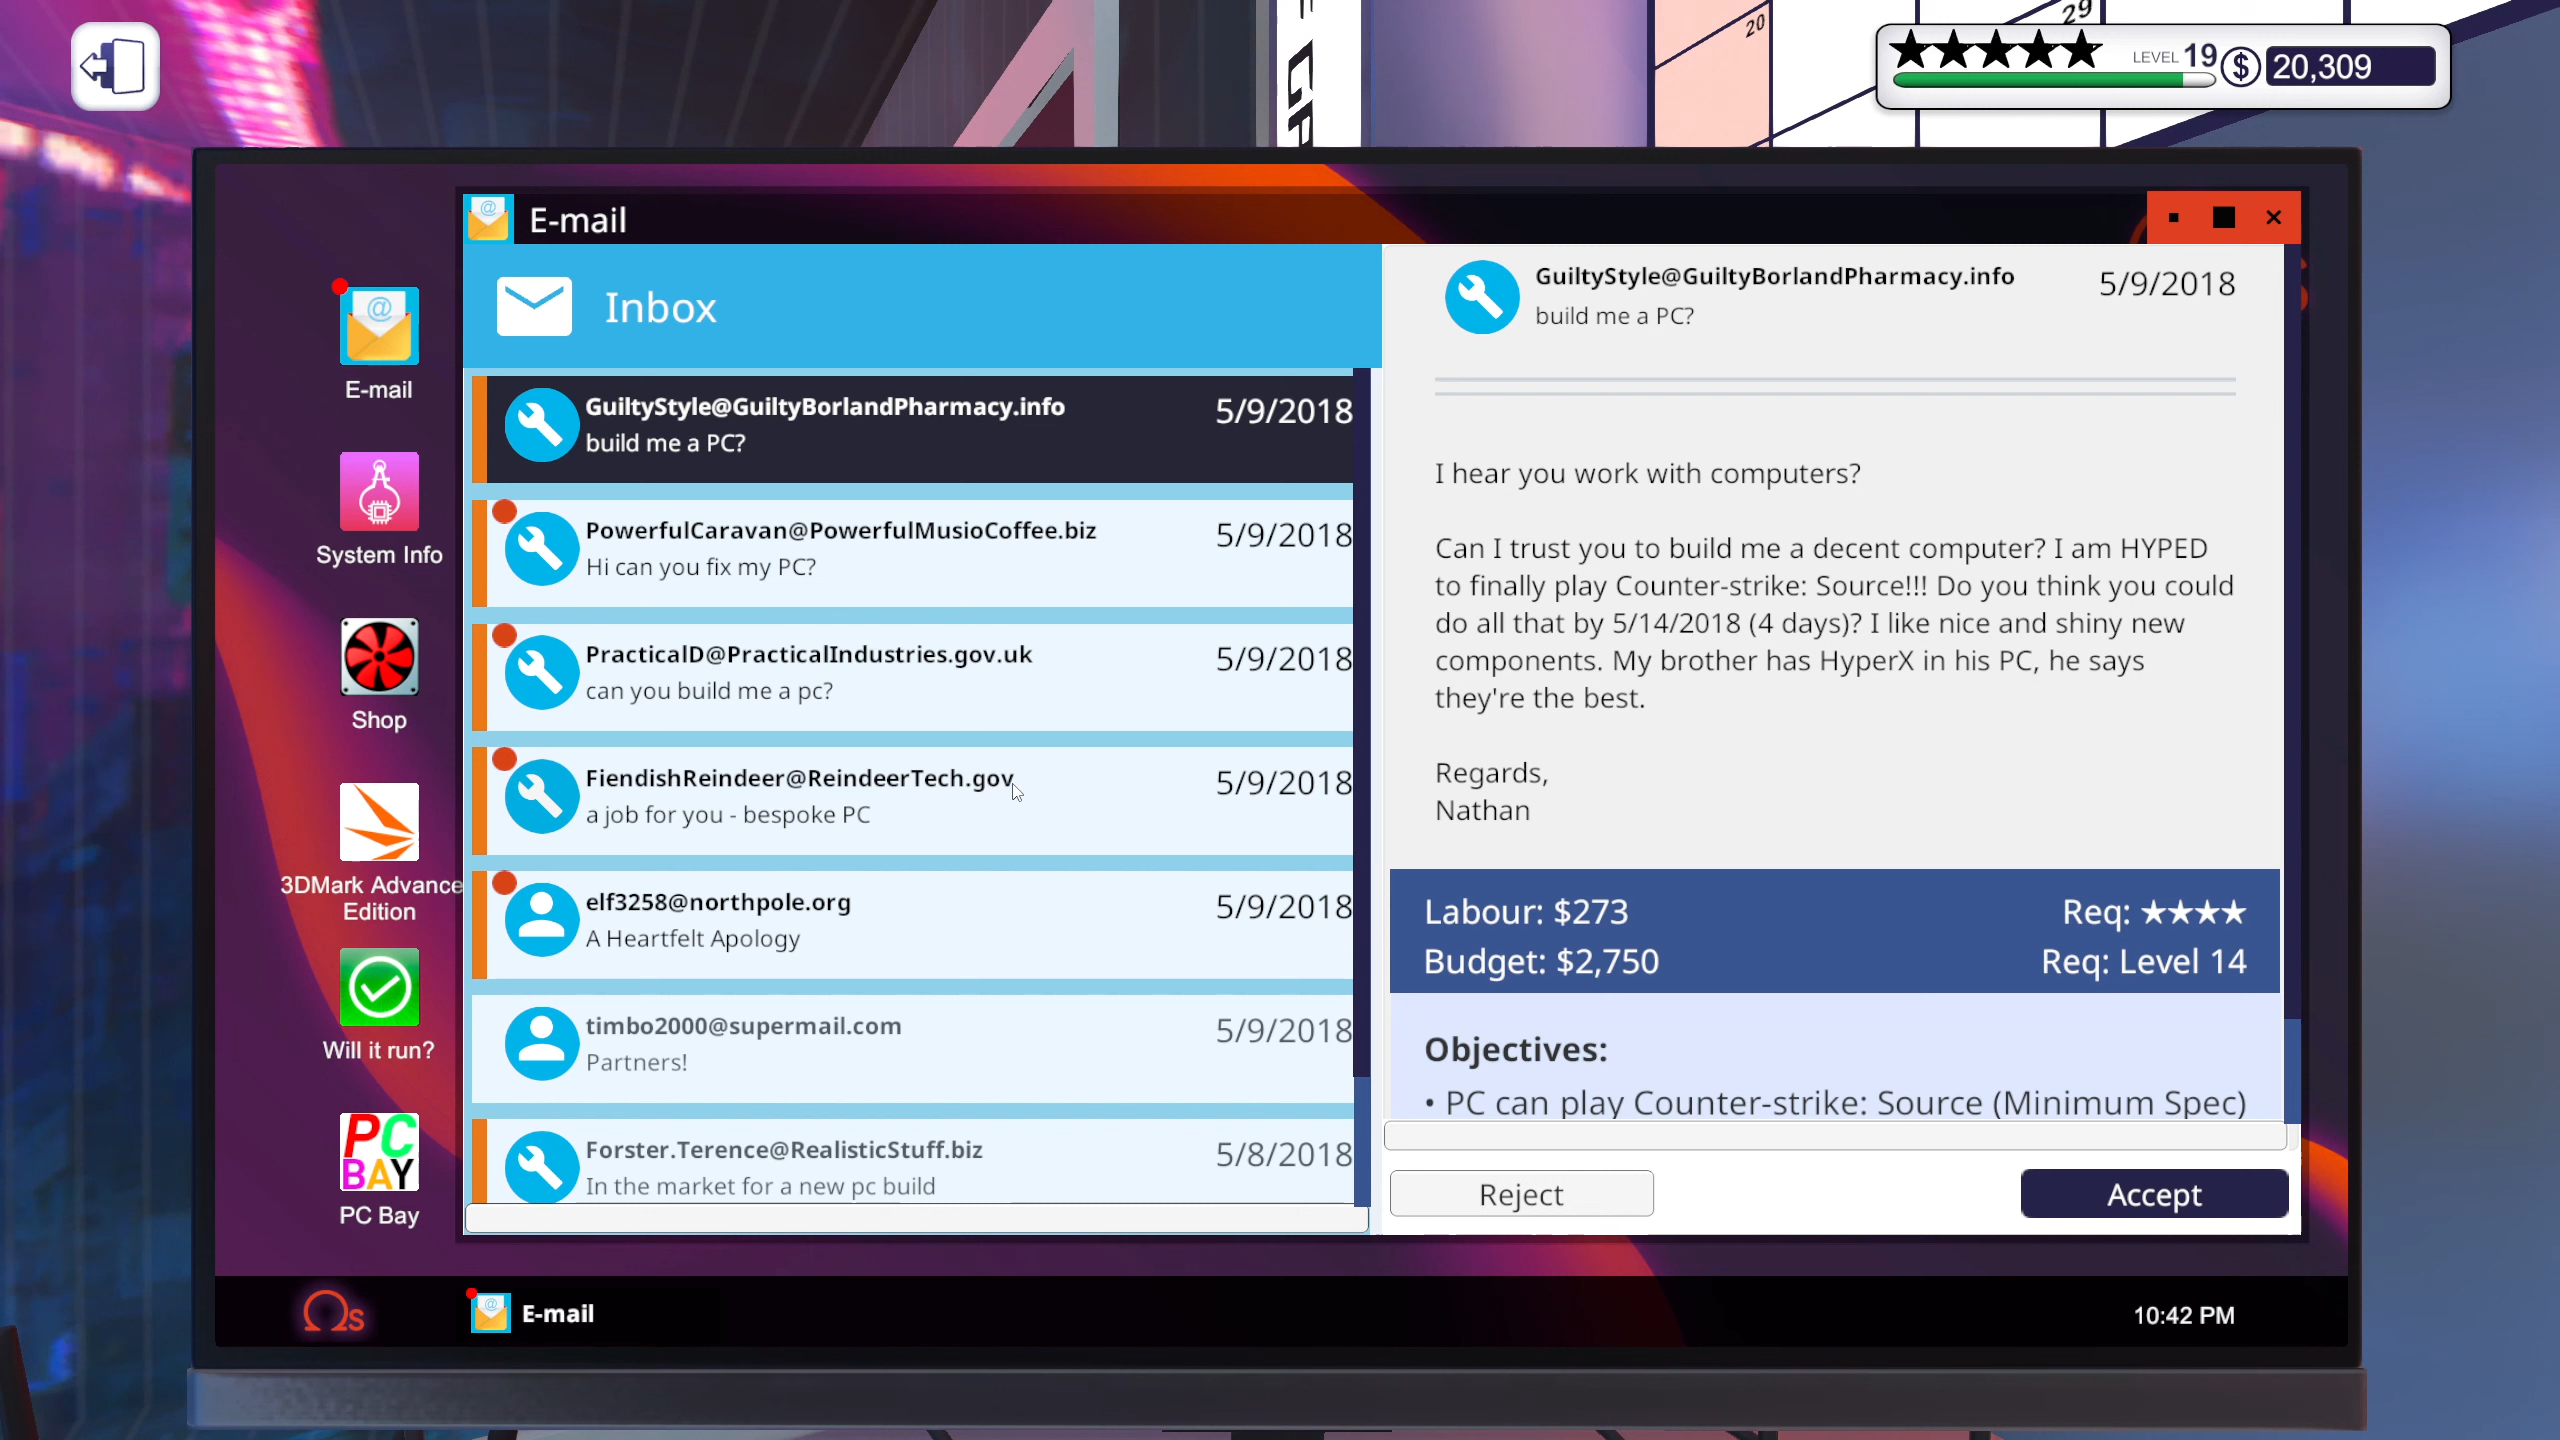 20
29
LEVEL 19
$ 20,309
E-mail
Inbox
GuiltyStyle@GuiltyBorlandPharmacy.info
5/9/2018
build me a PC?
PowerfulCaravan@PowerfulMusioCoffee.biz
5/9/2018
Hi can you fix my PC?
PracticalD@PracticalIndustries.gov.uk
5/9/2018
can you build me a pc?
FiendishReindeer@ReindeerTech.gov
5/9/2018
a job for you - bespoke PC
elf3258@northpole.org
5/9/2018
A Heartfelt Apology
timbo2000@supermail.com
5/9/2018
Partners!
Forster.Terence@RealisticStuff.biz
5/8/2018
In the market for a new pc build
GuiltyStyle@GuiltyBorlandPharmacy.info
5/9/2018
build me a PC?
I hear you work with computers?
Can I trust you to build me a decent computer? I am HYPED
to finally play Counter-strike: Source!!! Do you think you could
do all that by 5/14/2018 (4 days)? I like nice and shiny new
components. My brother has HyperX in his PC, he says
they're the best.
Regards,
Nathan
Labour: $273
Req: ★★★★
Budget: $2,750
Req: Level 14
Objectives:
• PC can play Counter-strike: Source (Minimum Spec)
Reject
Accept
E-mail
System Info
Shop
3DMark Advance
Edition
Will it run?
PC
BAY
PC Bay
Ωs
E-mail
10:42 PM